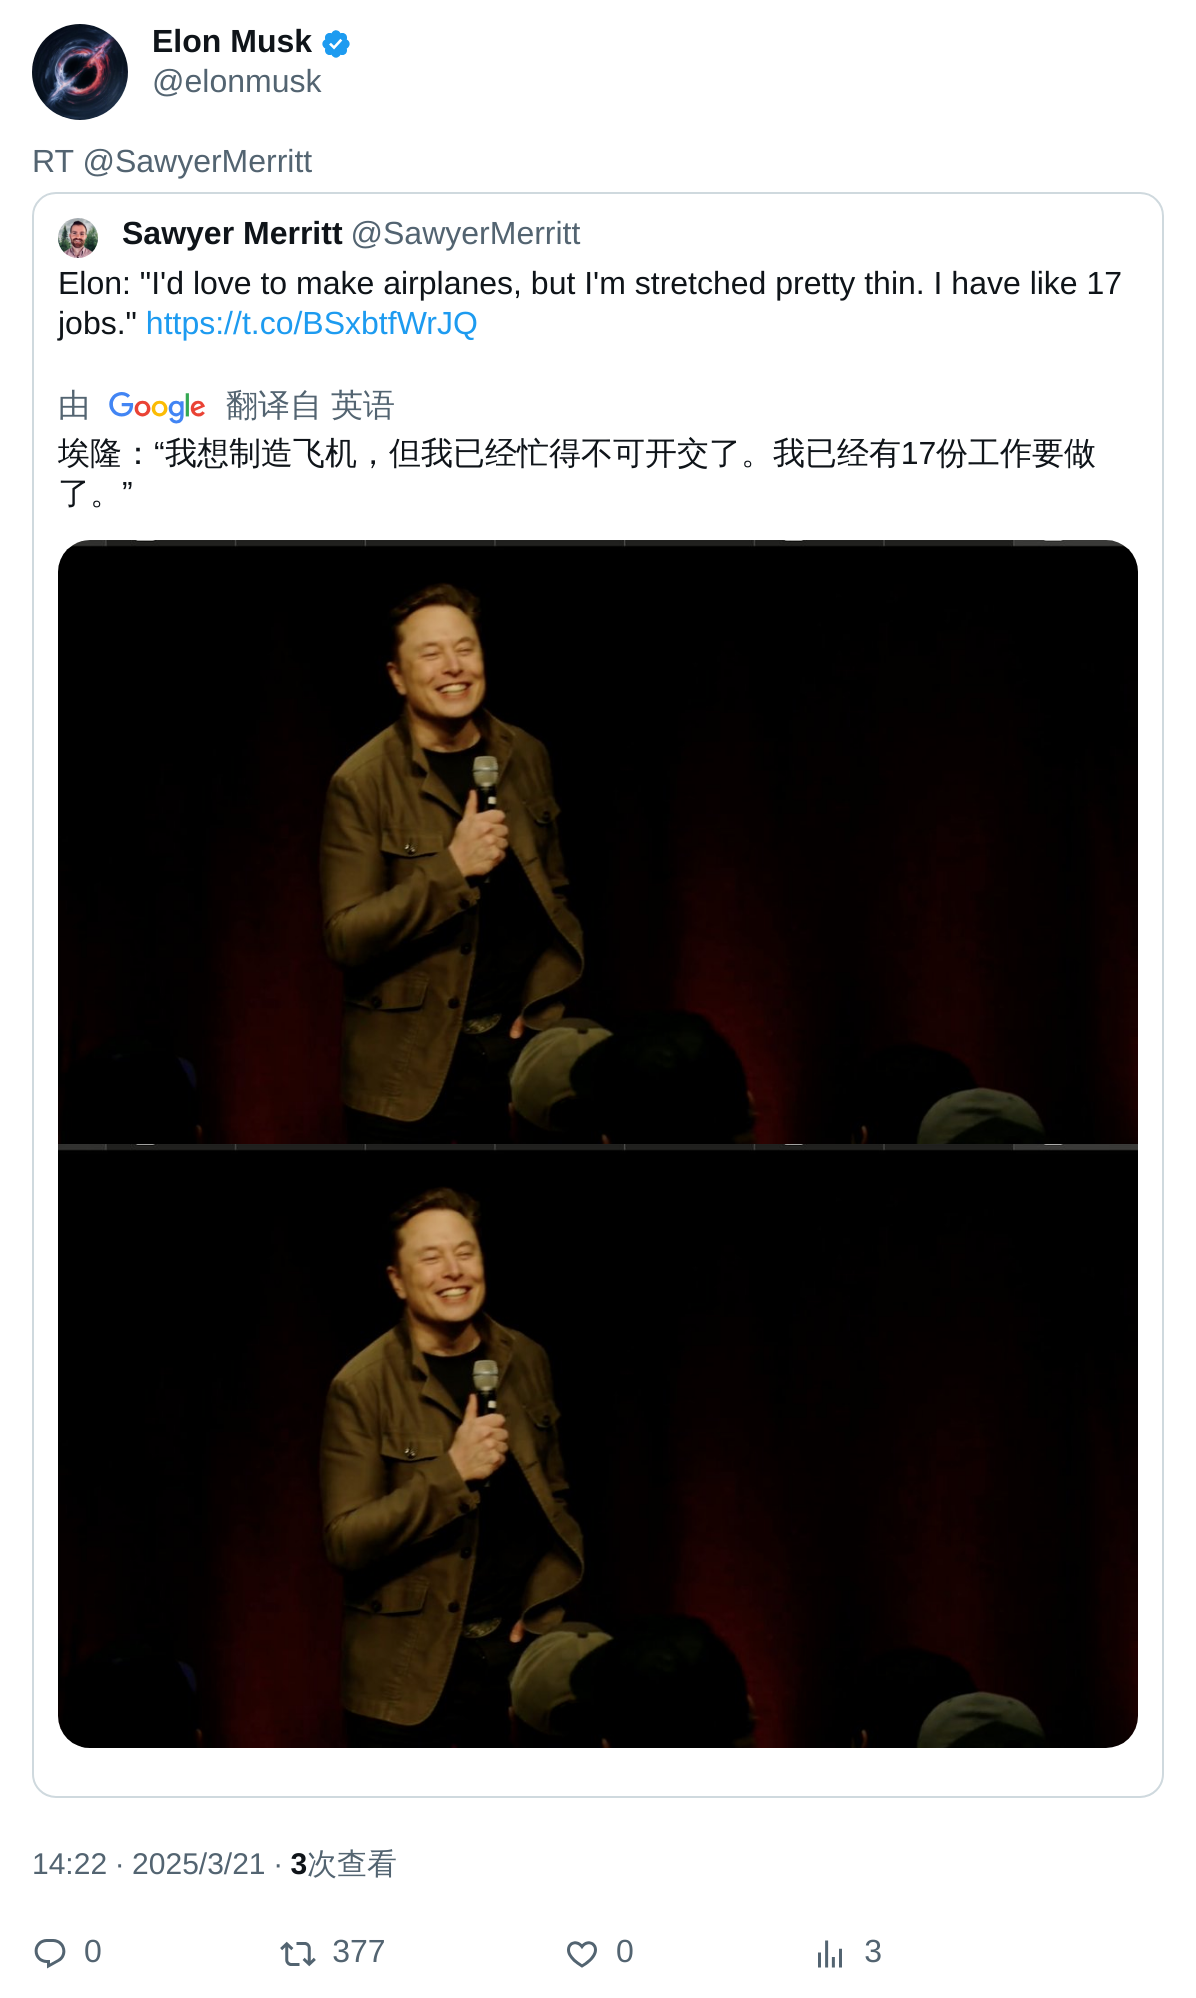 Elon Musk
@elonmusk
RT @SawyerMerritt
Sawyer Merritt @SawyerMerritt
Elon: "I'd love to make airplanes, but I'm stretched pretty thin. I have like 17
jobs." https://t.co/BSxbtfWrJQ
由 Google 翻译自 英语
埃隆：“我想制造飞机，但我已经忙得不可开交了。我已经有17份工作要做
了。”
14:22 · 2025/3/21 · 3次查看
0 377 0 3